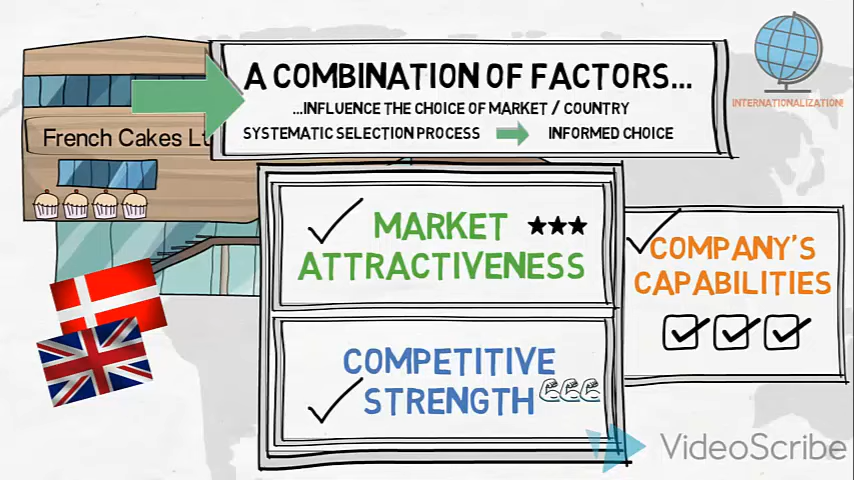 A COMBINATION OF FACTORS...
...INFLUENCE THE CHOICE OF MARKET / COUNTRY
SYSTEMATIC SELECTION PROCESS INFORMED CHOICE
INTERNATIONALIZATION!
French Cakes Lt
MARKET
ATTRACTIVENESS
COMPANY'S
CAPABILITIES
COMPETITIVE
STRENGTH
VideoScribe